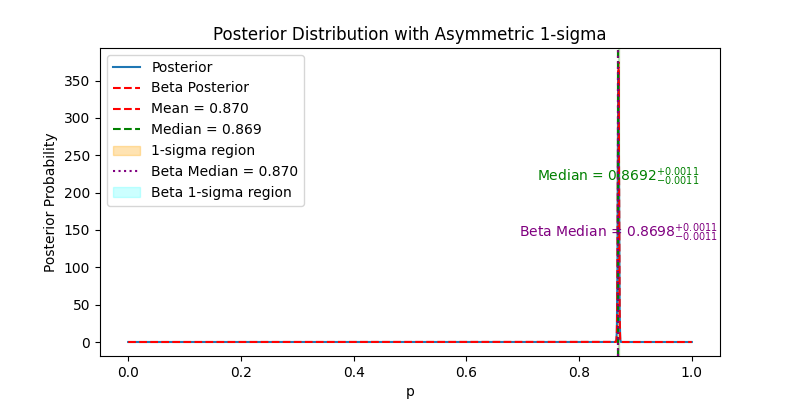 Posterior Distribution with Asymmetric 1-sigma
Posterior Probability
350
300
250
200
150
100
50
0
Posterior
Beta Posterior
Mean = 0.870
Median = 0.869
1-sigma region
Beta Median = 0.870
Beta 1-sigma region
Median = 0.8692+0.0011−0.0011
Beta Median = 0.8698+0.0011−0.0011
0.0 0.2 0.4 0.6 0.8 1.0
p